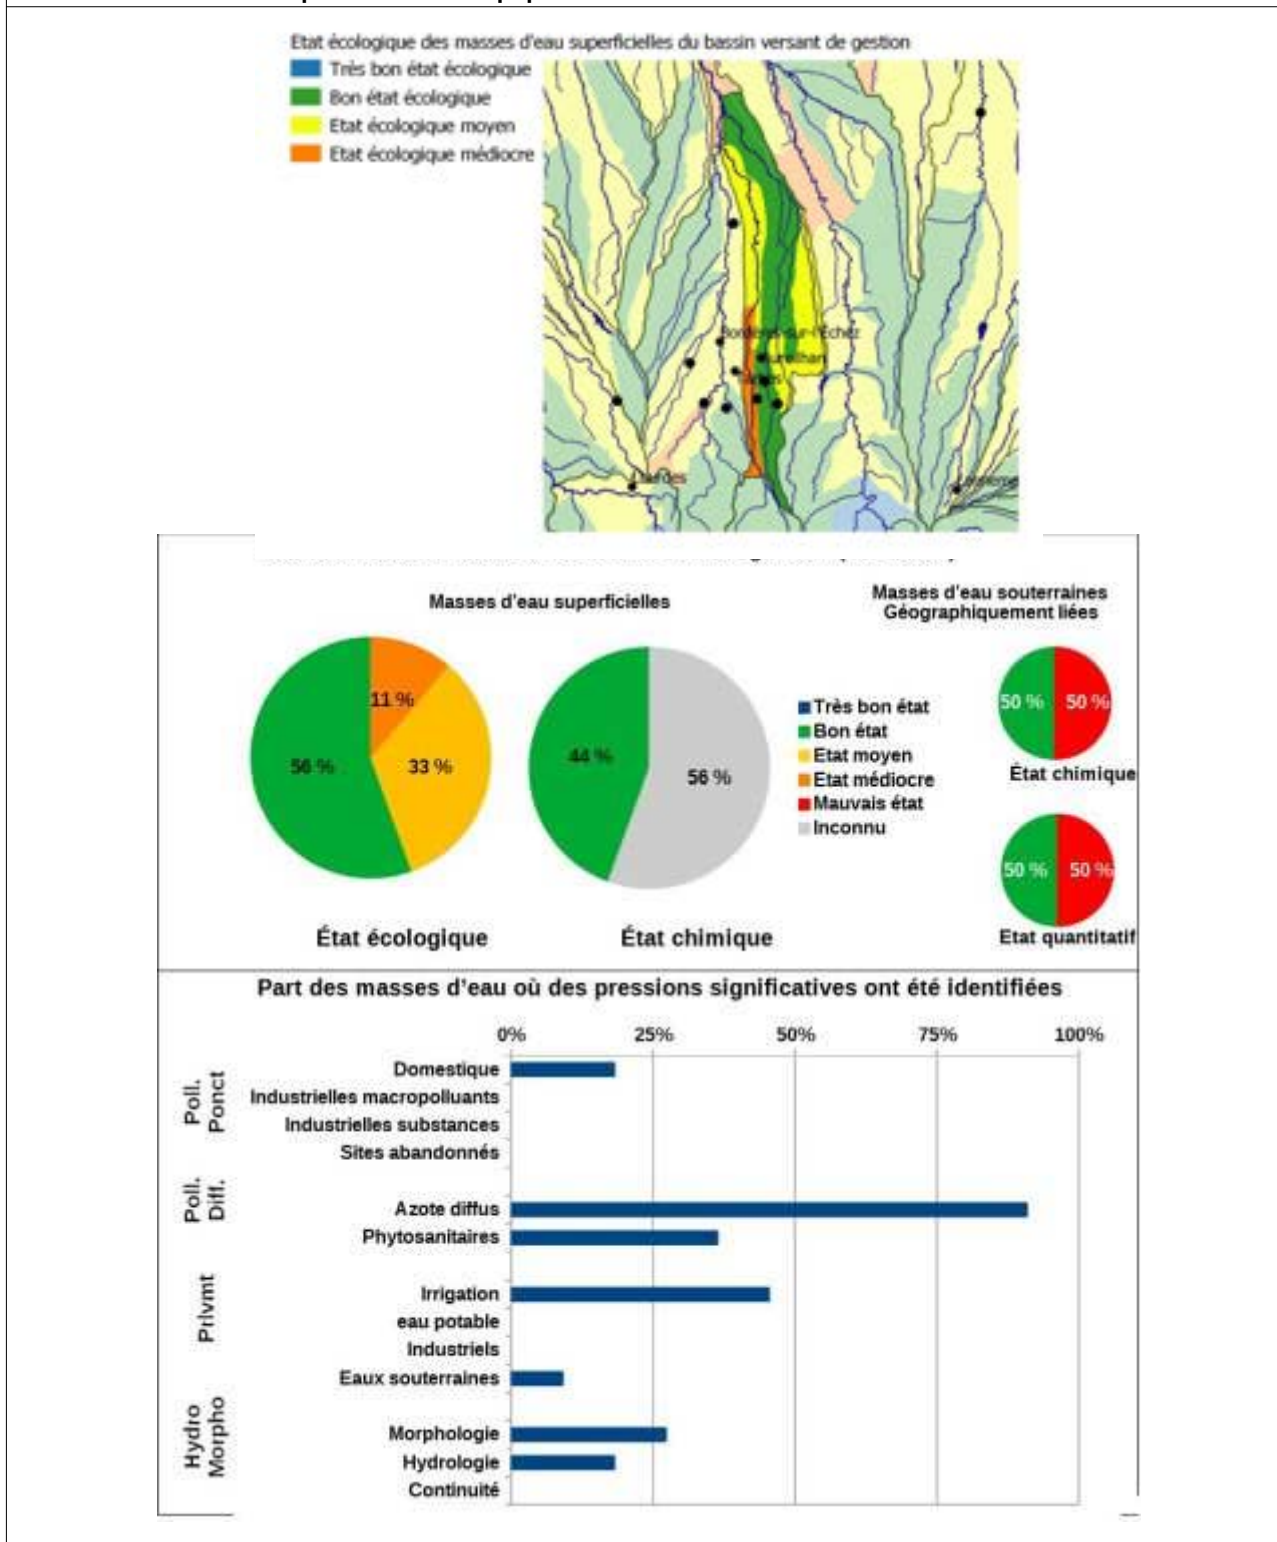 Etat écologique des masses d'eau superficielles du bassin versant de gestion
Très bon état écologique
Bon état écologique
Etat écologique moyen
Etat écologique médiocre
Bordères-sur-l'Échez
Lourdes
Masses d'eau superficielles
Masses d'eau souterraines
Géographiquement liées
11 %
56 %
33 %
État écologique
44 %
56 %
État chimique
Très bon état
Bon état
Etat moyen
Etat médiocre
Mauvais état
Inconnu
50 %
50 %
État chimique
50 %
50 %
Etat quantitatif
Part des masses d'eau où des pressions significatives ont été identifiées
0%
25%
50%
75%
100%
Poll.
Ponct
Domestique
Industrielles macropolluants
Industrielles substances
Sites abandonnés
Poll.
Diff.
Azote diffus
Phytosanitaires
Prlvmt
Irrigation
eau potable
Industriels
Eaux souterraines
Hydro
Morpho
Morphologie
Hydrologie
Continuité